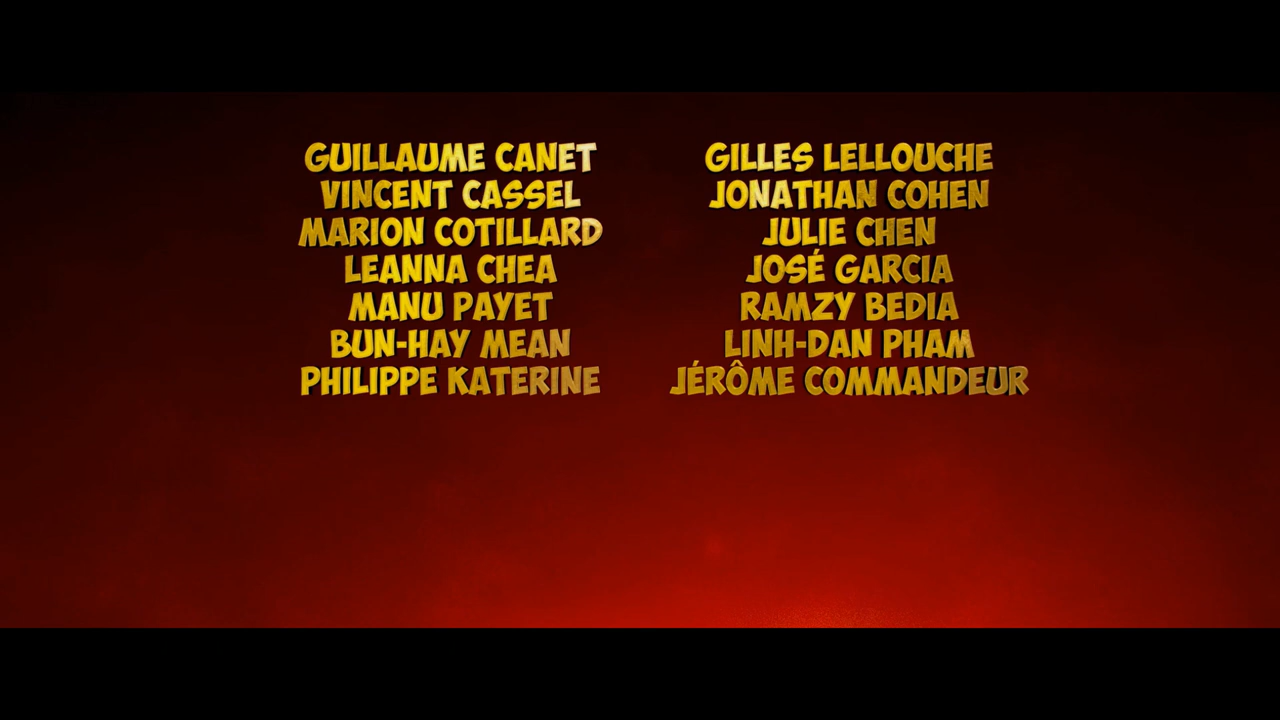 GUILLAUME CANET
GILLES LELLOUCHE
VINCENT CASSEL
JONATHAN COHEN
MARION COTILLARD
JULIE CHEN
LEANNA CHEA
JOSÉ GARCIA
MANU PAYET
RAMZY BEDIA
BUN-HAY MEAN
LINH-DAN PHAM
PHILIPPE KATERINE
JÉRÔME COMMANDEUR